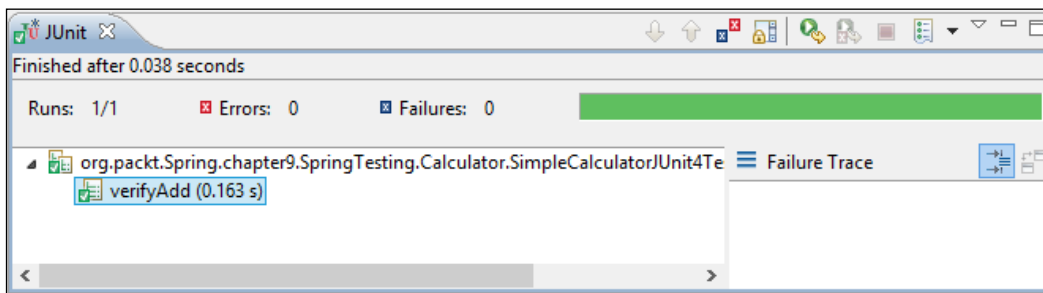 JUnit
Finished after 0.038 seconds
Runs: 1/1 Errors: 0 Failures: 0
org.packt.Spring.chapter9.SpringTesting.Calculator.SimpleCalculatorJUnit4Te
Failure Trace
verifyAdd (0.163 s)